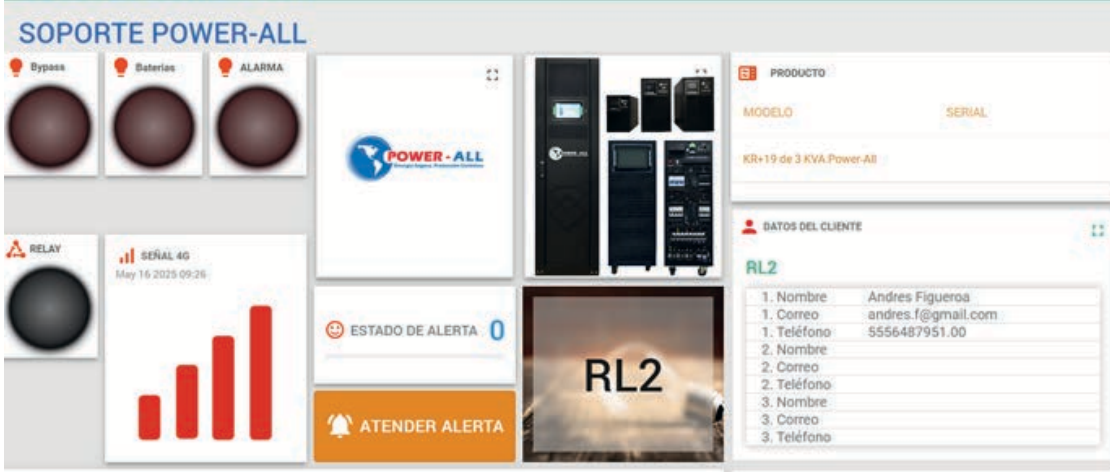 SOPORTE POWER-ALL
Bypass
Baterias
ALARMA
RELAY
SEÑAL 4G
May 16 2025 09:26
POWER - ALL
ESTADO DE ALERTA 0
ATENDER ALERTA
RL2
PRODUCTO
MODELO SERIAL
KR+19 de 3 KVA Power-All
DATOS DEL CLIENTE
RL2
1. Nombre Andres Figueroa
1. Correo andres.f@gmail.com
1. Teléfono 5556487951.00
2. Nombre
2. Correo
2. Teléfono
3. Nombre
3. Correo
3. Teléfono